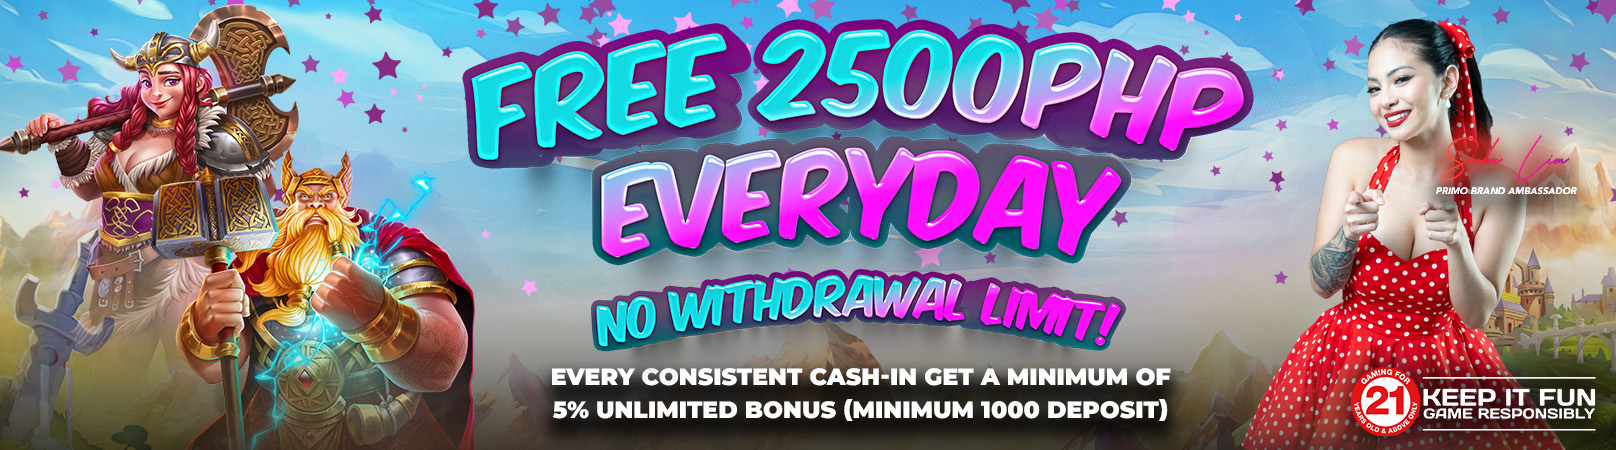 FREE 2500PHP
EVERYDAY
NO WITHDRAWAL LIMIT!
EVERY CONSISTENT CASH-IN GET A MINIMUM OF
5% UNLIMITED BONUS (MINIMUM 1000 DEPOSIT)
Lim
PRIMO BRAND AMBASSADOR
GAMING FOR
21
YEARS OLD & ABOVE ONLY
KEEP IT FUN
GAME RESPONSIBLY